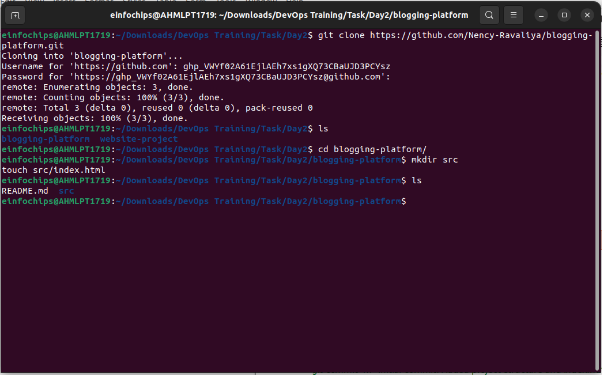 einfochips@AHMLPT1719: ~/Downloads/DevOps Training/Task/Day2/blogging-platform
einfochips@AHMLPT1719:~/Downloads/DevOps Training/Task/Day2$ git clone https://github.com/Nency-Ravaliya/blogging-
platform.git
Cloning into 'blogging-platform'...
Username for 'https://github.com':
Password for
remote: Enumerating objects: 3, done.
remote: Counting objects: 100% (3/3), done.
remote: Total 3 (delta 0), reused 0 (delta 0), pack-reused 0
Receiving objects: 100% (3/3), done.
einfochips@AHMLPT1719:~/Downloads/DevOps Training/Task/Day2$ ls
blogging-platform website-project
einfochips@AHMLPT1719:~/Downloads/DevOps Training/Task/Day2$ cd blogging-platform/
einfochips@AHMLPT1719:~/Downloads/DevOps Training/Task/Day2/blogging-platform$ mkdir src
touch src/index.html
einfochips@AHMLPT1719:~/Downloads/DevOps Training/Task/Day2/blogging-platform$ ls
README.md src
einfochips@AHMLPT1719:~/Downloads/DevOps Training/Task/Day2/blogging-platform$